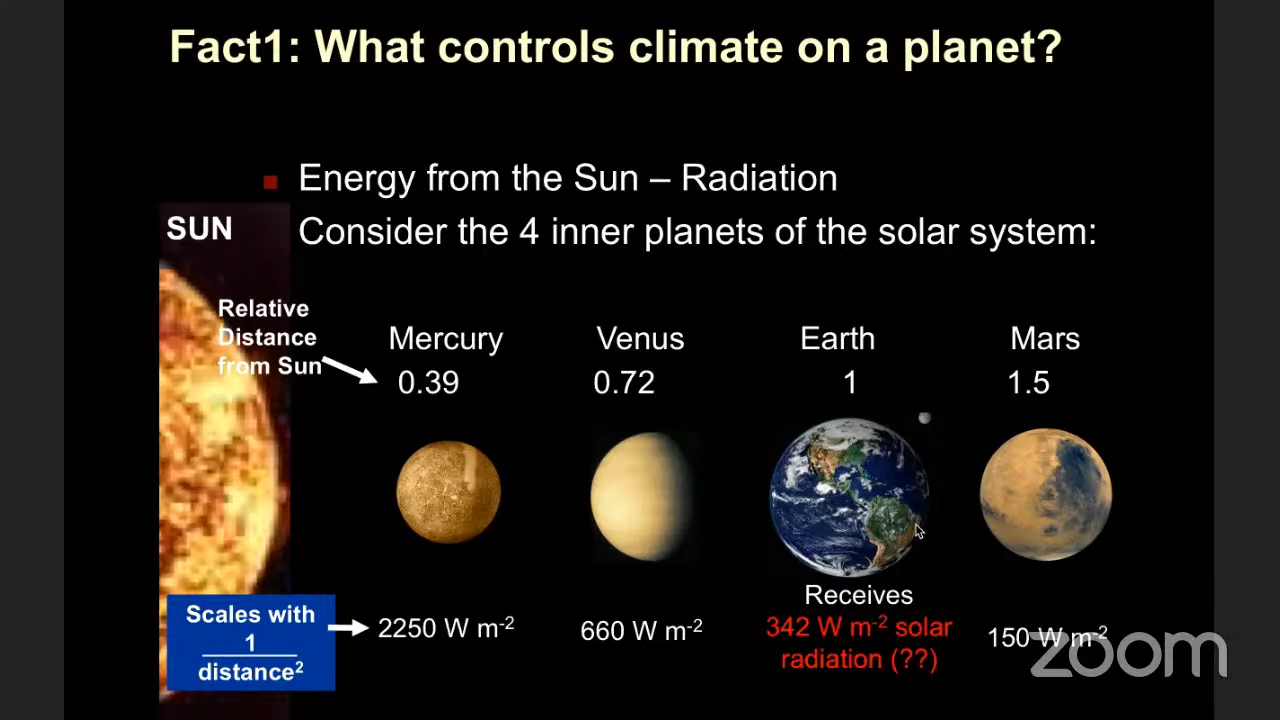 Fact1: What controls climate on a planet?
Energy from the Sun – Radiation
SUN
Consider the 4 inner planets of the solar system:
Relative
Distance
from Sun
Mercury
Venus
Earth
Mars
0.39
0.72
1
1.5
Receives
Scales with
1
distance²
2250 W m⁻²
660 W m⁻²
342 W m⁻² solar
radiation (??)
150 W m⁻²
zoom